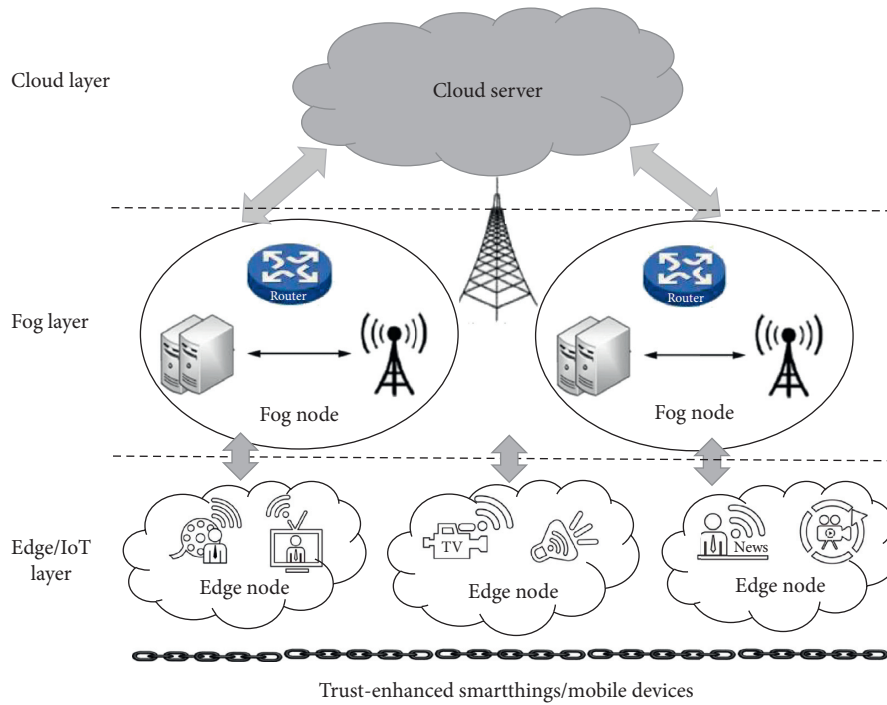 Cloud layer
Cloud server
Router
Router
Fog layer
Fog node
Fog node
Edge/IoT
layer
TV
News
Edge node
Edge node
Edge node
Trust-enhanced smartthings/mobile devices